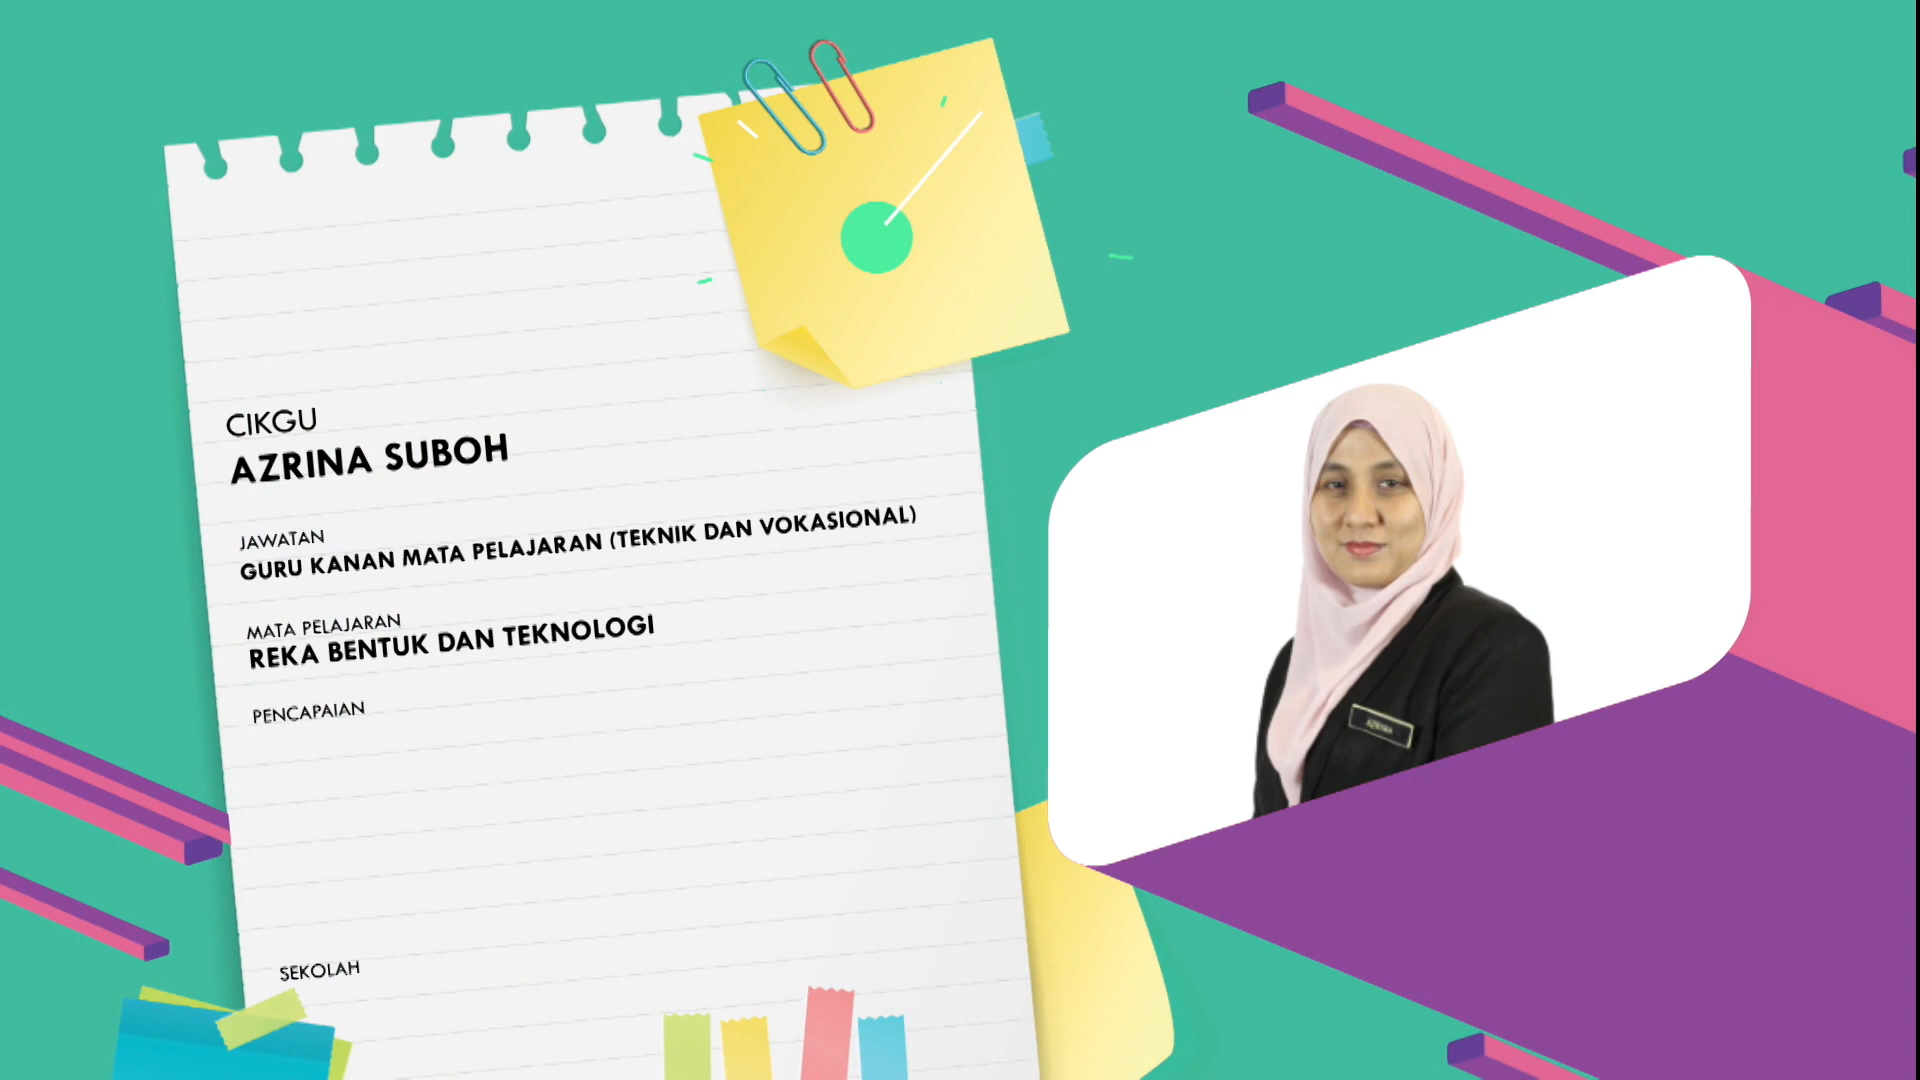 CIKGU
AZRINA SUBOH
JAWATAN
GURU KANAN MATA PELAJARAN (TEKNIK DAN VOKASIONAL)
MATA PELAJARAN
REKA BENTUK DAN TEKNOLOGI
PENCAPAIAN
SEKOLAH
AZRINA